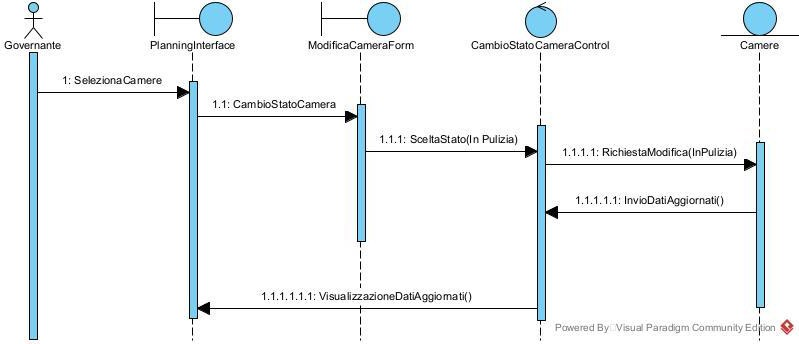 Governante
PlanningInterface
ModificaCameraForm
CambioStatoCameraControl
Camere
1: SelezionaCamere
1.1: CambioStatoCamera
1.1.1: SceltaStato(In Pulizia)
1.1.1.1: RichiestaModifica(InPulizia)
1.1.1.1.1: InvioDatiAggiornati()
1.1.1.1.1.1: VisualizzazioneDatiAggiornati()
Powered By Visual Paradigm Community Edition